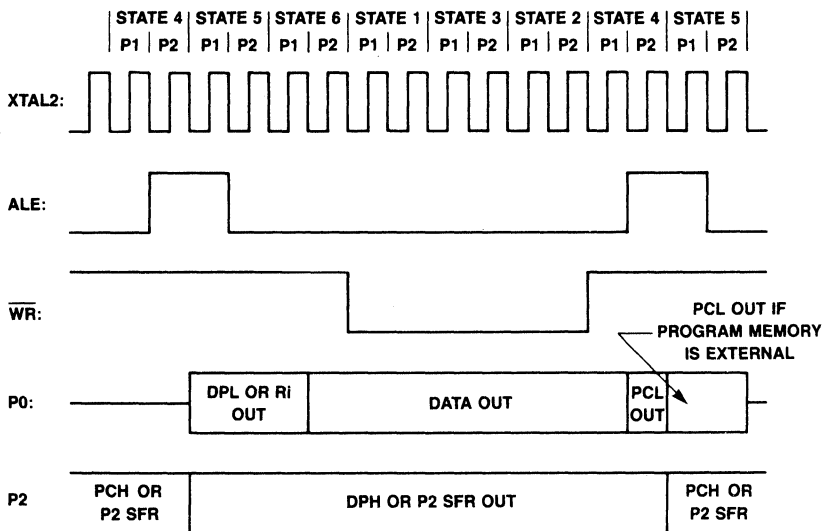 STATE 4 STATE 5 STATE 6 STATE 1 STATE 3 STATE 2 STATE 4 STATE 5
P1 P2 P1 P2 P1 P2 P1 P2 P1 P2 P1 P2 P1 P2 P1 P2
XTAL2:
ALE:
WR:
PCL OUT IF
PROGRAM MEMORY
IS EXTERNAL
P0:
DPL OR Ri
OUT
DATA OUT
PCL
OUT
P2
PCH OR
P2 SFR
DPH OR P2 SFR OUT
PCH OR
P2 SFR